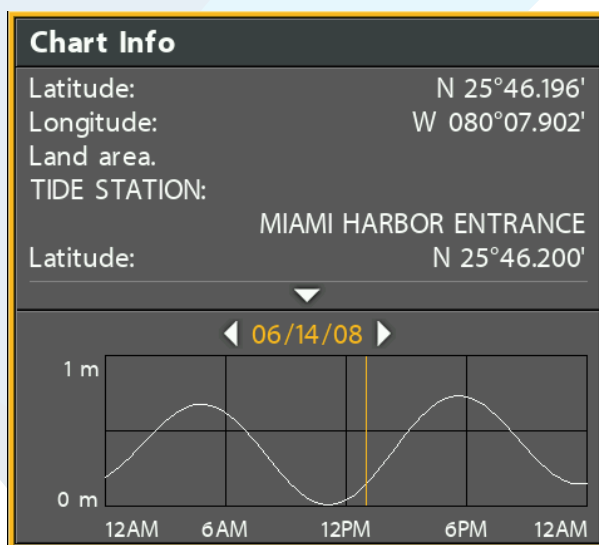 Chart Info
Latitude: N 25°46.196'
Longitude: W 080°07.902'
Land area.
TIDE STATION:
MIAMI HARBOR ENTRANCE
Latitude: N 25°46.200'
06/14/08
1 m
0 m
12AM 6AM 12PM 6PM 12AM